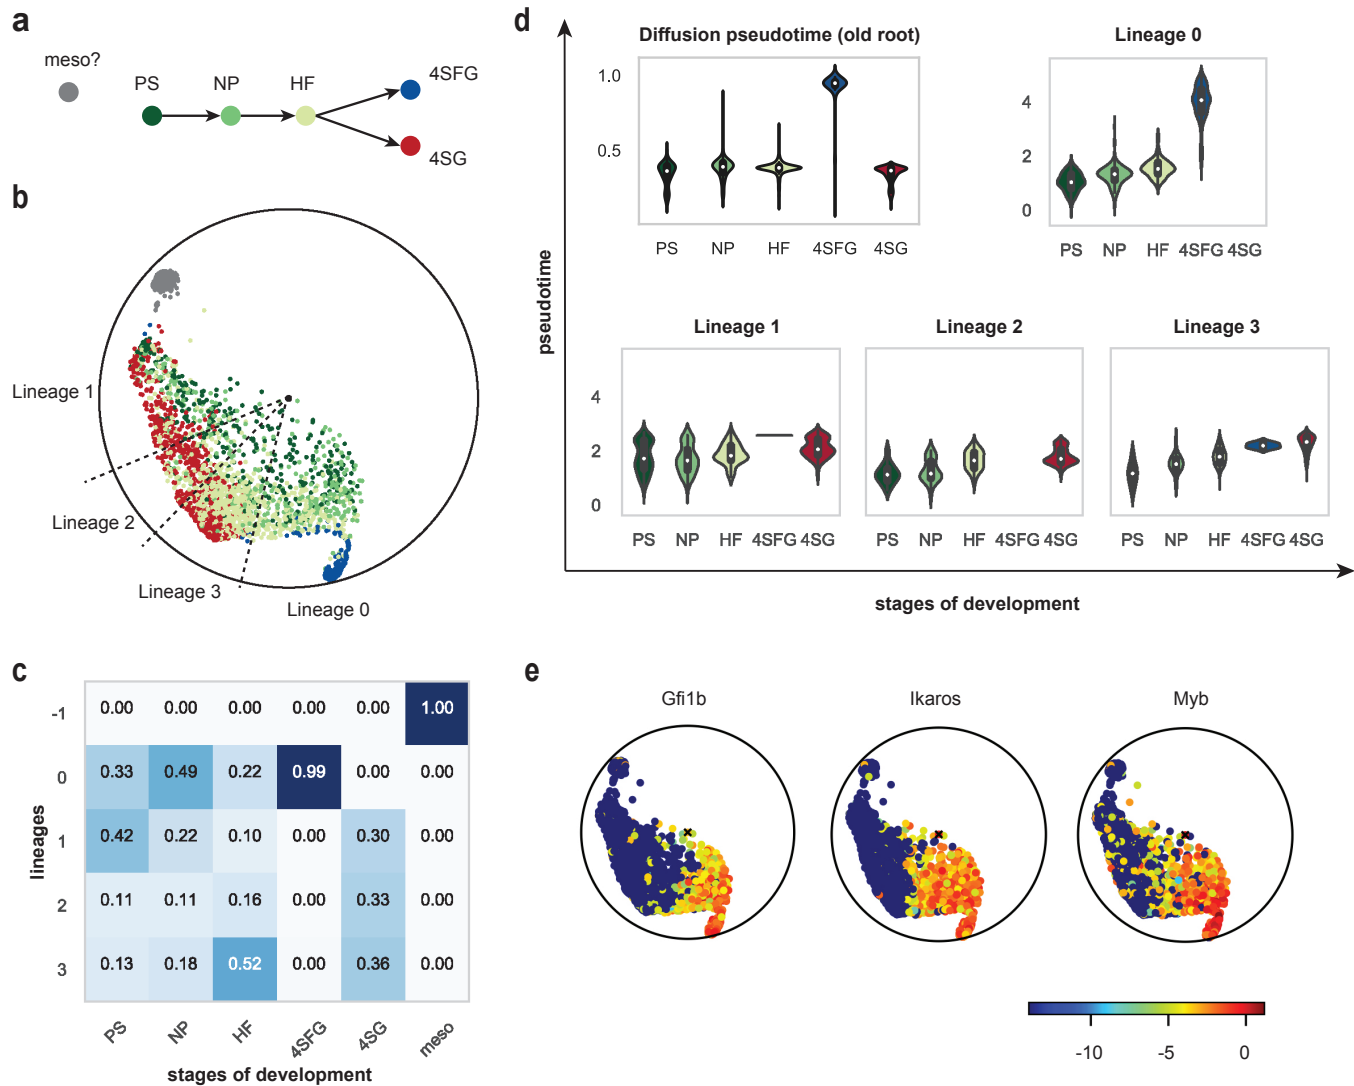 a
meso?
PS
NP
HF
4SFG
4SG
b
Lineage 1
Lineage 2
Lineage 3
Lineage 0
c
-1 0.00 0.00 0.00 0.00 0.00 1.00
0 0.33 0.49 0.22 0.99 0.00 0.00
1 0.42 0.22 0.10 0.00 0.30 0.00
2 0.11 0.11 0.16 0.00 0.33 0.00
3 0.13 0.18 0.52 0.00 0.36 0.00
lineages
PS NP HF 4SFG 4SG meso
stages of development
d
Diffusion pseudotime (old root)
1.0
0.5
PS NP HF 4SFG 4SG
Lineage 0
4
2
0
PS NP HF 4SFG 4SG
pseudotime
Lineage 1
4
2
0
PS NP HF 4SFG 4SG
Lineage 2
PS NP HF 4SFG 4SG
Lineage 3
PS NP HF 4SFG 4SG
stages of development
e
Gfi1b
Ikaros
Myb
-10 -5 0